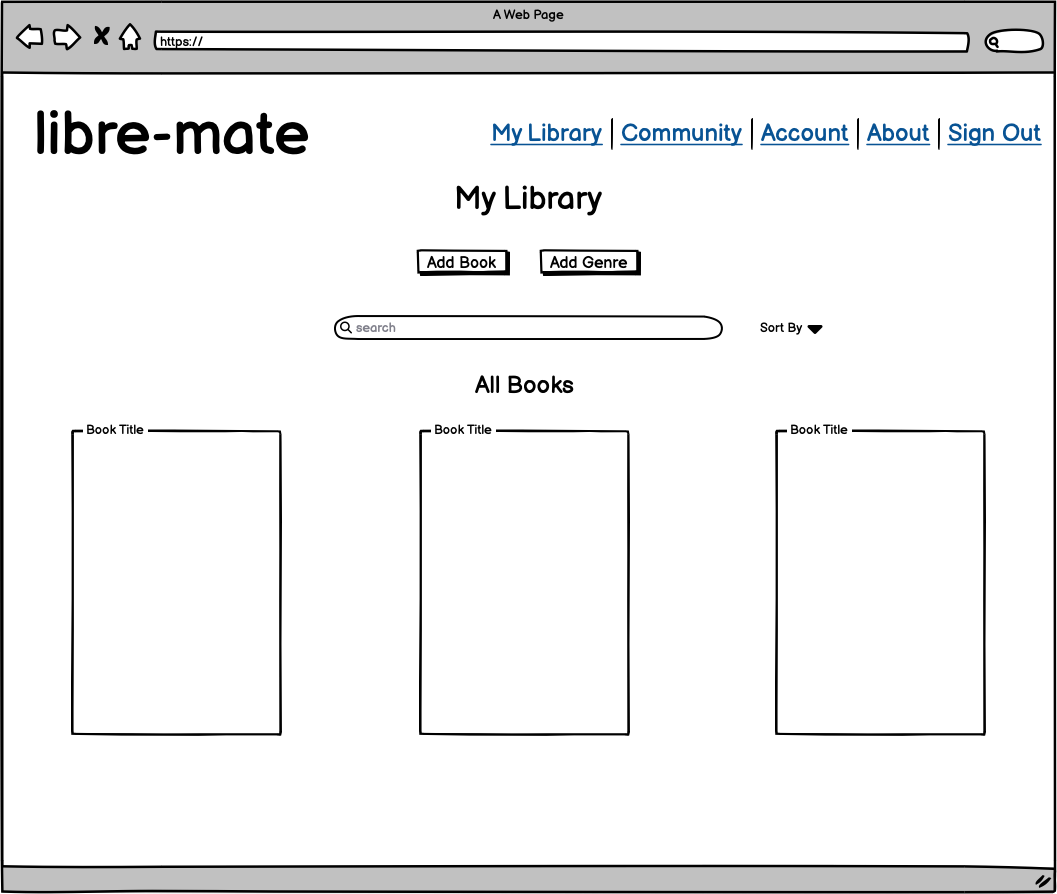 A Web Page
https://
libre-mate
My Library | Community | Account | About | Sign Out
My Library
Add Book Add Genre
search Sort By
All Books
Book Title Book Title Book Title